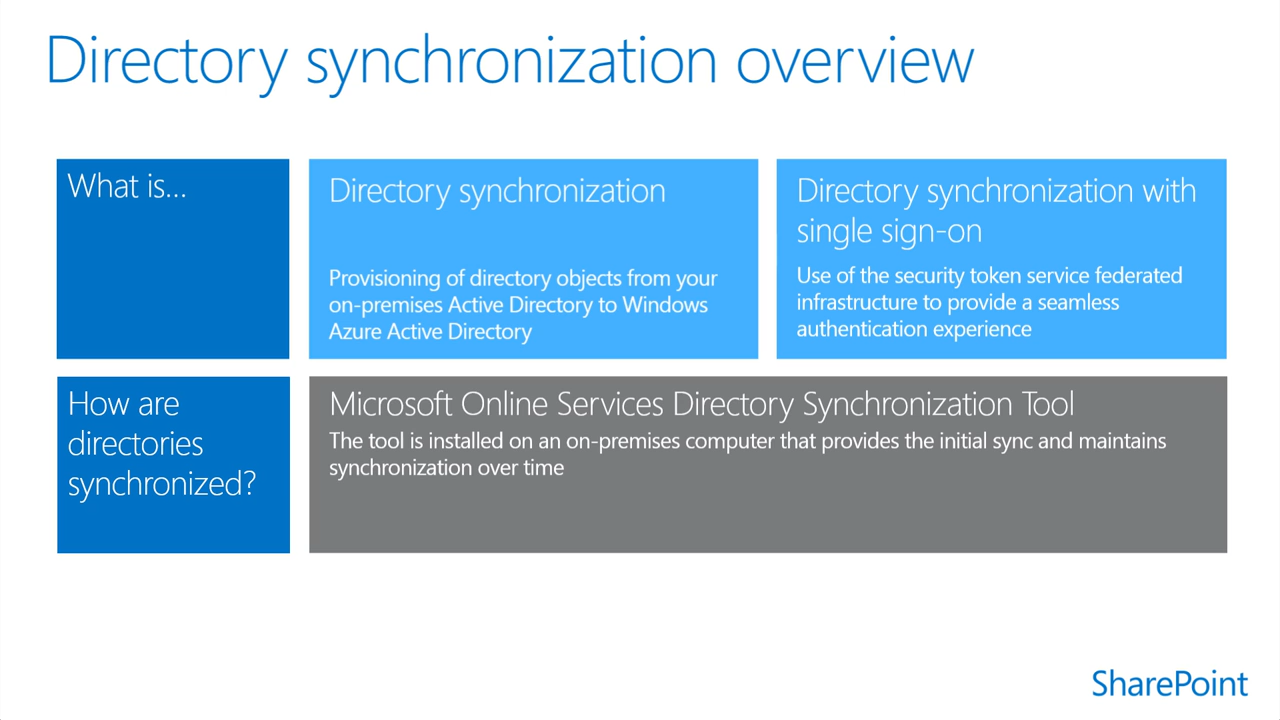 Directory synchronization overview
What is...
Directory synchronization
Provisioning of directory objects from your
on-premises Active Directory to Windows
Azure Active Directory
Directory synchronization with
single sign-on
Use of the security token service federated
infrastructure to provide a seamless
authentication experience
How are
directories
synchronized?
Microsoft Online Services Directory Synchronization Tool
The tool is installed on an on-premises computer that provides the initial sync and maintains
synchronization over time
SharePoint